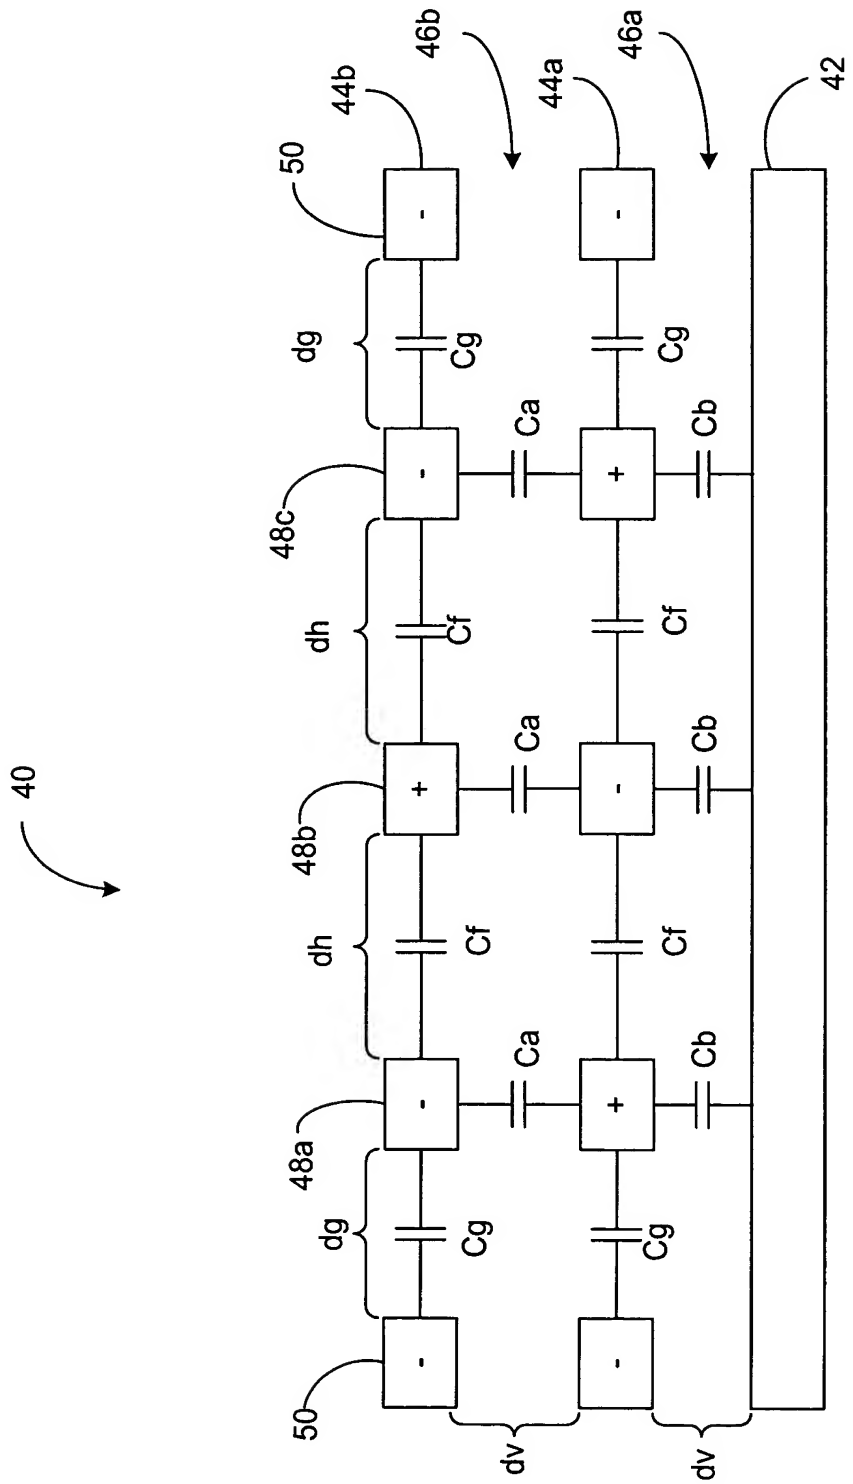 40
50 48a 48b 48c 50
dg dh dh dg 44b
- - + - -
Cg Cf Cf Cg
46b
dv Ca Ca Ca
44a
- + - + -
Cg Cf Cf Cg
46a
dv Cb Cb Cb
42